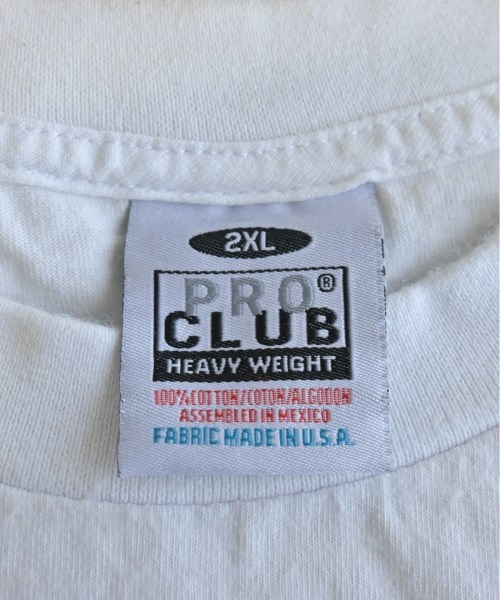 2XL
PRO®
CLUB
HEAVY WEIGHT
100% COTTON/COTON/ALGODON
ASSEMBLED IN MEXICO
FABRIC MADE IN U.S.A.